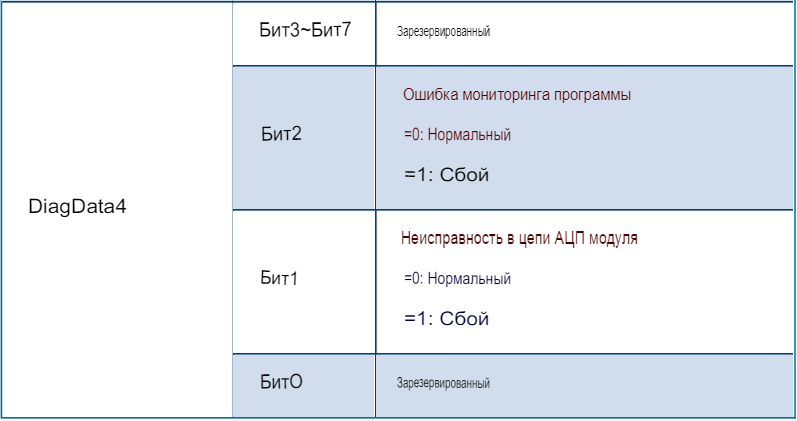 Бит3~Бит7
Зарезервированный
Ошибка мониторинга программы
Бит2
=0: Нормальный
=1: Сбой
DiagData4
Неисправность в цепи АЦП модуля
Бит1
=0: Нормальный
=1: Сбой
БитО
Зарезервированный